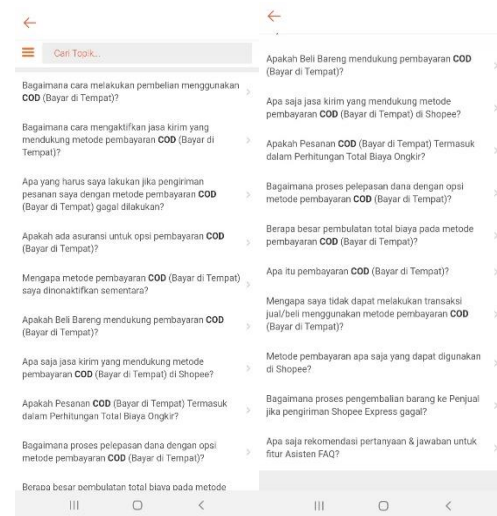 Cari Topik...
Bagaimana cara melakukan pembelian menggunakan
COD (Bayar di Tempat)?
Bagaimana cara mengaktifkan jasa kirim yang
mendukung metode pembayaran COD (Bayar di
Tempat)?
Apa yang harus saya lakukan jika pengiriman
pesanan saya dengan metode pembayaran COD
(Bayar di Tempat) gagal dilakukan?
Apakah ada asuransi untuk opsi pembayaran COD
(Bayar di Tempat)?
Mengapa metode pembayaran COD (Bayar di Tempat)
saya dinonaktifkan sementara?
Apakah Beli Bareng mendukung pembayaran COD
(Bayar di Tempat)?
Apa saja jasa kirim yang mendukung metode
pembayaran COD (Bayar di Tempat) di Shopee?
Apakah Pesanan COD (Bayar di Tempat) Termasuk
dalam Perhitungan Total Biaya Ongkir?
Bagaimana proses pelepasan dana dengan opsi
metode pembayaran COD (Bayar di Tempat)?
Berapa besar pembulatan total biaya pada metode
Apakah Beli Bareng mendukung pembayaran COD
(Bayar di Tempat)?
Apa saja jasa kirim yang mendukung metode
pembayaran COD (Bayar di Tempat) di Shopee?
Apakah Pesanan COD (Bayar di Tempat) Termasuk
dalam Perhitungan Total Biaya Ongkir?
Bagaimana proses pelepasan dana dengan opsi
metode pembayaran COD (Bayar di Tempat)?
Berapa besar pembulatan total biaya pada metode
pembayaran COD (Bayar di Tempat)?
Apa itu pembayaran COD (Bayar di Tempat)?
Mengapa saya tidak dapat melakukan transaksi
jual/beli menggunakan metode pembayaran COD
(Bayar di Tempat)?
Metode pembayaran apa saja yang dapat digunakan
di Shopee?
Bagaimana proses pengembalian barang ke Penjual
jika pengiriman Shopee Express gagal?
Apa saja rekomendasi pertanyaan & jawaban untuk
fitur Asisten FAQ?